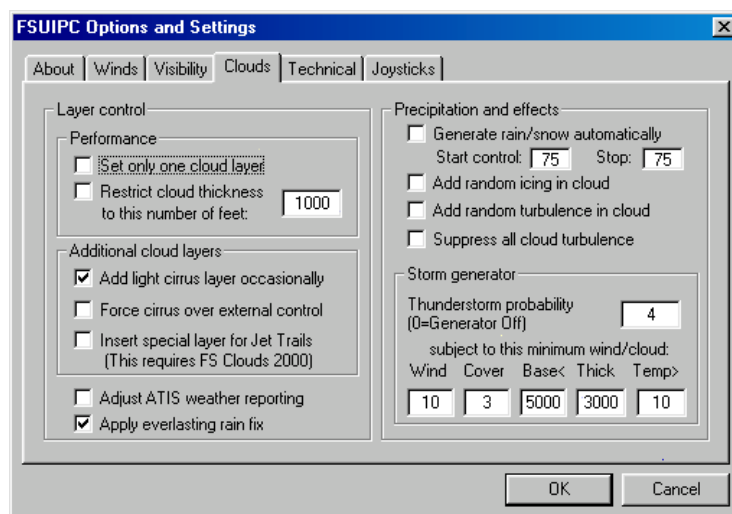 FSUIPC Options and Settings
About Winds Visibility Clouds Technical Joysticks
Layer control
Performance
Set only one cloud layer
Restrict cloud thickness
to this number of feet: 1000
Additional cloud layers
Add light cirrus layer occasionally
Force cirrus over external control
Insert special layer for Jet Trails
(This requires FS Clouds 2000)
Adjust ATIS weather reporting
Apply everlasting rain fix
Precipitation and effects
Generate rain/snow automatically
Start control: 75 Stop: 75
Add random icing in cloud
Add random turbulence in cloud
Suppress all cloud turbulence
Storm generator
Thunderstorm probability
(0=Generator Off) 4
subject to this minimum wind/cloud:
Wind Cover Base< Thick Temp>
10 3 5000 3000 10
OK Cancel